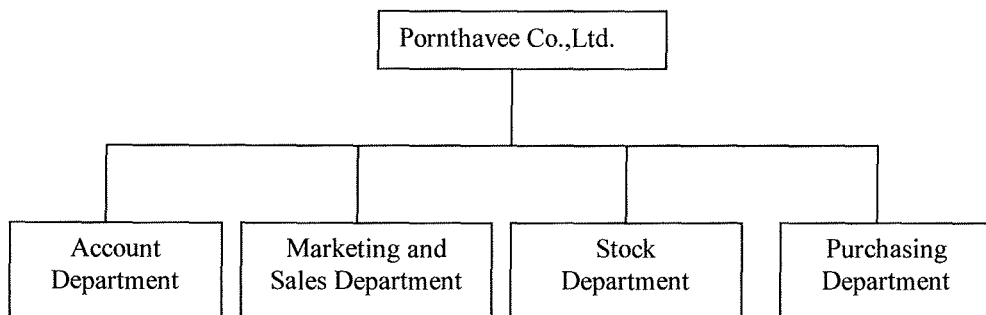 Pornthavee Co.,Ltd.
Account
Department
Marketing and
Sales Department
Stock
Department
Purchasing
Department